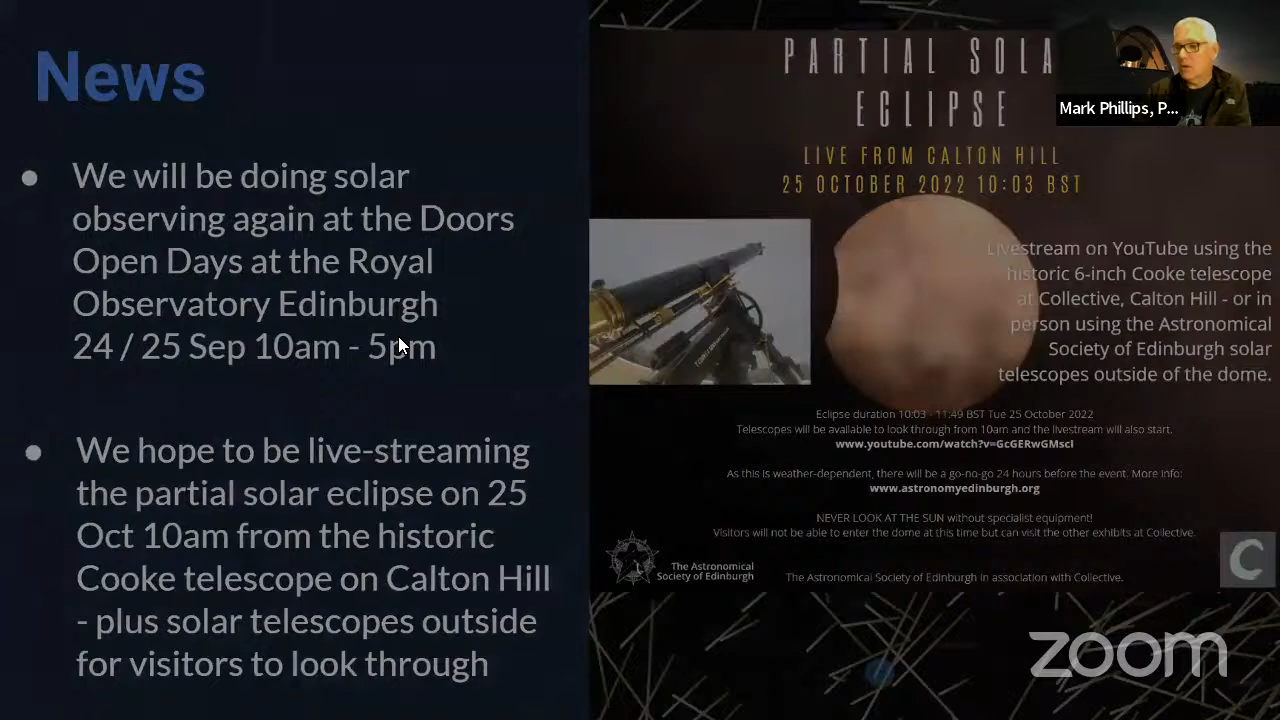 News
We will be doing solar
observing again at the Doors
Open Days at the Royal
Observatory Edinburgh
24 / 25 Sep 10am - 5pm
We hope to be live-streaming
the partial solar eclipse on 25
Oct 10am from the historic
Cooke telescope on Calton Hill
- plus solar telescopes outside
for visitors to look through
PARTIAL SOLA
ECLIPSE
LIVE FROM CALTON HILL
25 OCTOBER 2022 10:03 BST
Mark Phillips, P...
Livestream on YouTube using the
historic 6-inch Cooke telescope
at Collective, Calton Hill - or in
person using the Astronomical
Society of Edinburgh solar
telescopes outside of the dome.
Eclipse duration 10:03 - 11:49 BST Tue 25 October 2022
Telescopes will be available to look through from 10am and the livestream will also start.
www.youtube.com/watch?v=GcGERwGMscI
As this is weather-dependent, there will be a go-no-go 24 hours before the event. More info:
www.astronomyedinburgh.org
NEVER LOOK AT THE SUN without specialist equipment!
Visitors will not be able to enter the dome at this time but can visit the other exhibits at Collective.
The Astronomical
Society of Edinburgh
The Astronomical Society of Edinburgh in association with Collective.
C
zoom